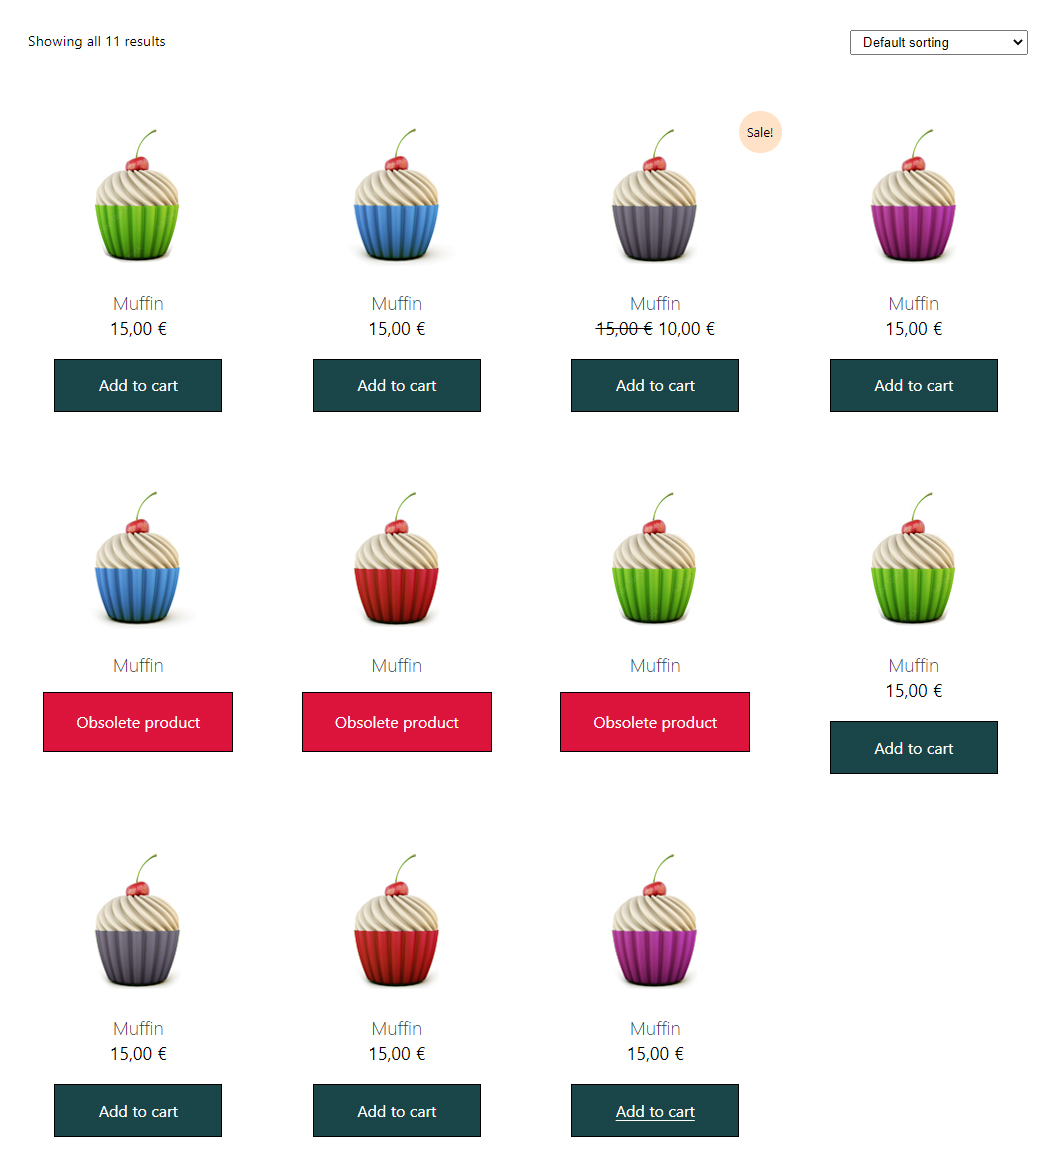 Showing all 11 results
Default sorting
Sale!
Muffin
15,00 €
Add to cart
Muffin
15,00 €
Add to cart
Muffin
15,00 € 10,00 €
Add to cart
Muffin
15,00 €
Add to cart
Muffin
Obsolete product
Muffin
Obsolete product
Muffin
Obsolete product
Muffin
15,00 €
Add to cart
Muffin
15,00 €
Add to cart
Muffin
15,00 €
Add to cart
Muffin
15,00 €
Add to cart